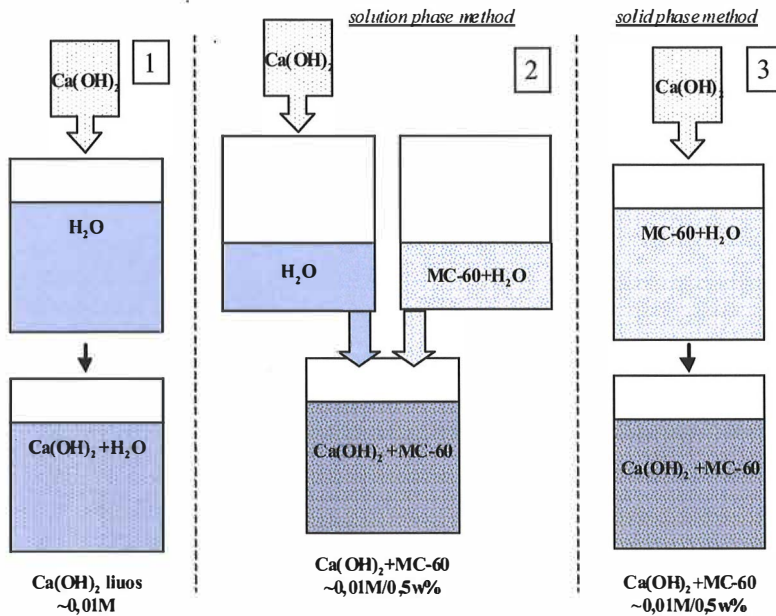 1
Ca(OH)₂
H₂O
Ca(OH)₂+H₂O
Ca(OH)₂ liuos
~0,01M
solution phase method
2
Ca(OH)₂
H₂O
MC-60+H₂O
Ca(OH)₂+MC-60
Ca(OH)₂+MC-60
~0,01M/0,5w%
solid phase method
3
Ca(OH)₂
MC-60+H₂O
Ca(OH)₂+MC-60
Ca(OH)₂+MC-60
~0,01M/0,5w%